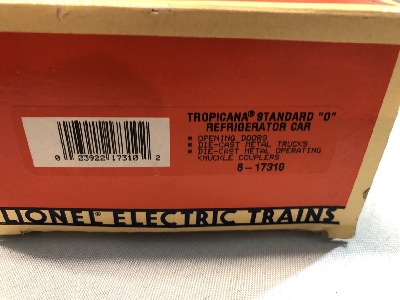 TROPICANA® STANDARD "O"
REFRIGERATOR CAR
• OPENING DOORS
• DIE-CAST METAL TRUCKS
• DIE-CAST METAL OPERATING
KNUCKLE COUPLERS
6-17310
0 23922 17310 2
LIONEL® ELECTRIC TRAINS